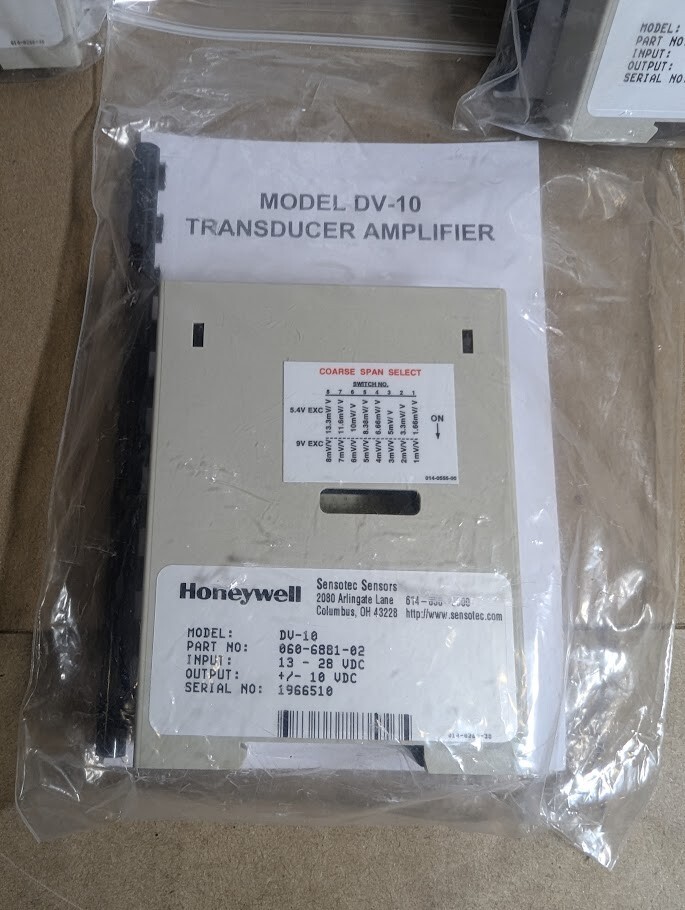 MODEL:
PART NO:
INPUT:
OUTPUT:
SERIAL NO:
MODEL DV-10
TRANSDUCER AMPLIFIER
COARSE SPAN SELECT
SWITCH NO.
8 7 6 5 4 3 2 1
5.4V EXC 13.3mV/V 11.6mV/V 10mV/V 8.36mV/V 6.66mV/V 5mV/V 3.3mV/V 1.66mV/V
ON
9V EXC 8mV/V 7mV/V 6mV/V 5mV/V 4mV/V 3mV/V 2mV/V 1mV/V
Honeywell
Sensotec Sensors
2080 Arlingate Lane
Columbus, OH 43228 http://www.sensotec.com
MODEL: DV-10
PART NO: 060-6881-02
INPUT: 13 - 28 VDC
OUTPUT: +/- 10 VDC
SERIAL NO: 1966510